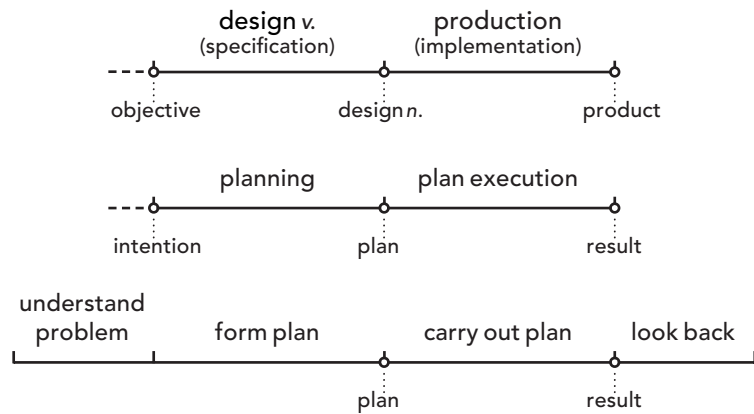 design v. production
(specification) (implementation)
objective design n. product
planning plan execution
intention plan result
understand
problem form plan carry out plan look back
plan result